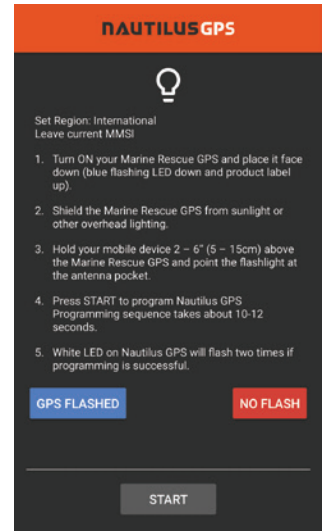 NAUTILUSGPS
Set Region: International
Leave current MMSI
1. Turn ON your Marine Rescue GPS and place it face
down (blue flashing LED down and product label
up).
2. Shield the Marine Rescue GPS from sunlight or
other overhead lighting.
3. Hold your mobile device 2 – 6" (5 – 15cm) above
the Marine Rescue GPS and point the flashlight at
the antenna pocket.
4. Press START to program Nautilus GPS
Programming sequence takes about 10-12
seconds.
5. White LED on Nautilus GPS will flash two times if
programming is successful.
GPS FLASHED NO FLASH
START